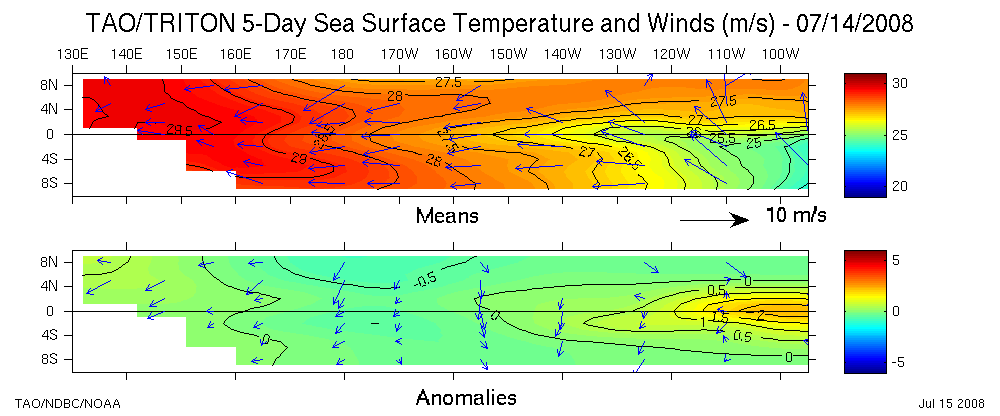 TAO/TRITON 5-Day Sea Surface Temperature and Winds (m/s) - 07/14/2008
130E 140E 150E 160E 170E 180 170W 160W 150W 140W 130W 120W 110W 100W
8N
4N
0
4S
8S
27.5
28
27.5
27
26.5
25.5
25
28
28
27
26.5
30
25
20
Means
10 m/s
8N
4N
0
4S
8S
-0.5
0
0.5
0
0
1
1.5
2
0.5
0
5
0
-5
Anomalies
TAO/NDBC/NOAA
Jul 15 2008